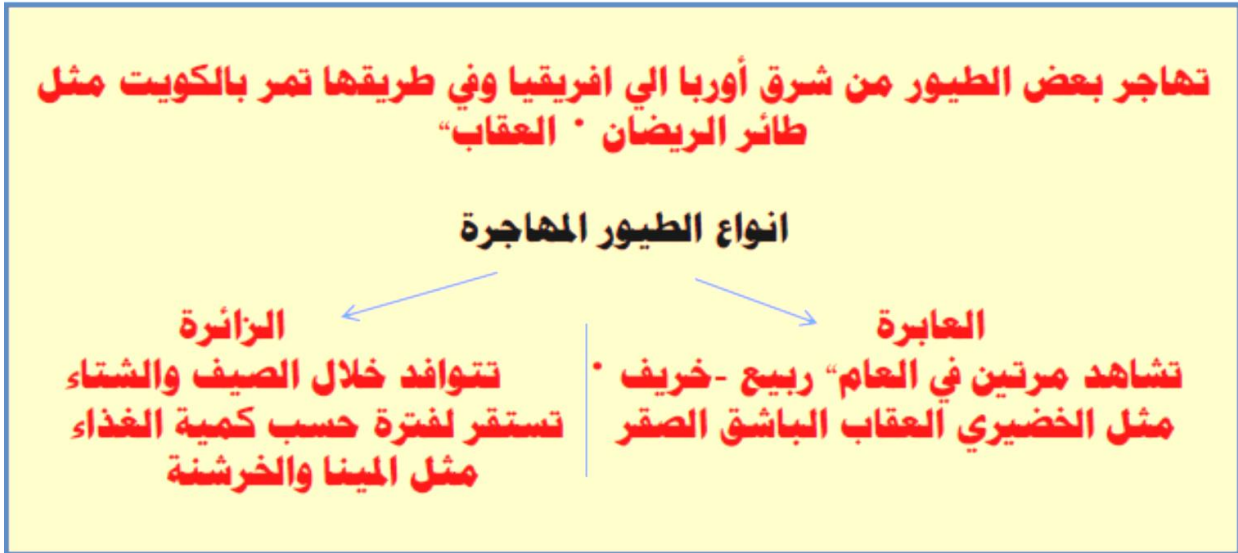 تهاجر بعض الطيور من شرق أوربا الي افريقيا وفي طريقها تمر بالكويت مثل
طائر الريضان " العقاب“
انواع الطيور المهاجرة
العابرة
تشاهد مرتين في العام“ ربيع -خريف "
مثل الخضيري العقاب الباشق الصقر
الزائرة
تتوافد خلال الصيف والشتاء
تستقر لفترة حسب كمية الغذاء
مثل المينا والخرشنة